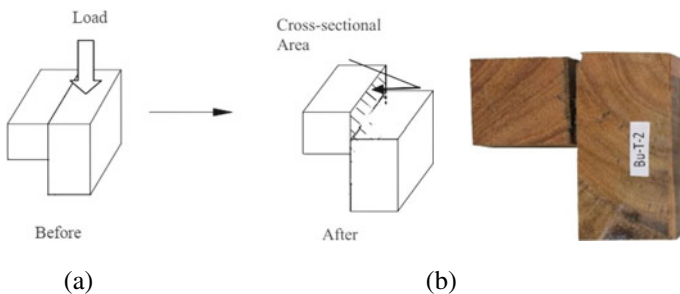 Load
Cross-sectional
Area
Bu-T-2
Before
After
(a)
(b)